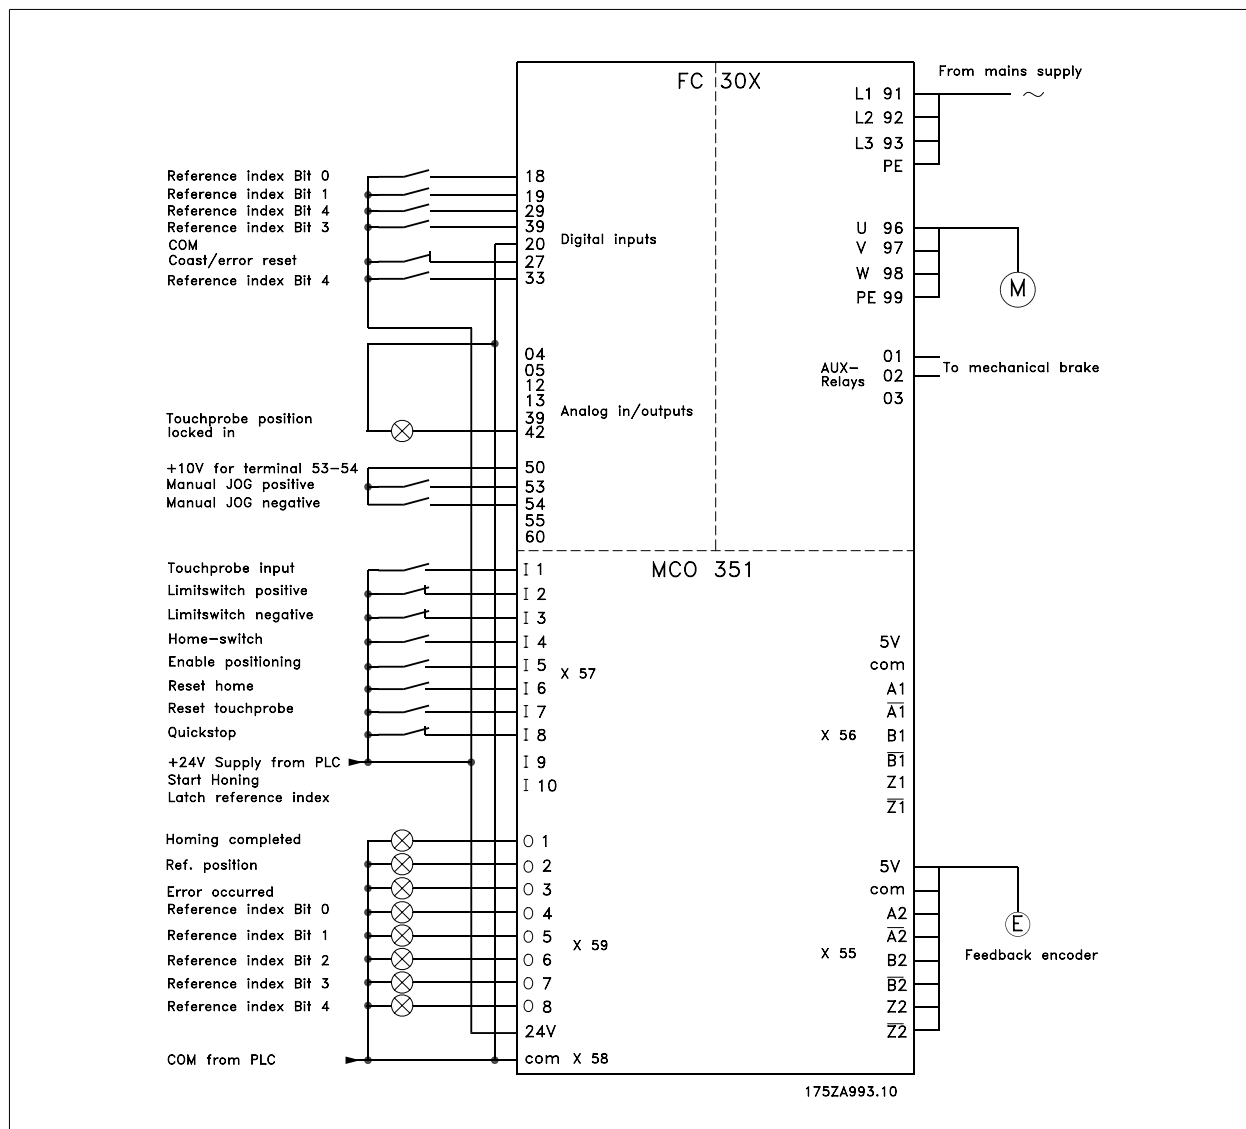 FC 30X
From mains supply
L1 91
L2 92
L3 93
PE
Reference index Bit 0
18
Reference index Bit 1
19
Reference index Bit 4
29
Reference index Bit 3
39
COM
20
Digital inputs
Coast/error reset
27
Reference index Bit 4
33
U 96
V 97
W 98
PE 99
M
04
05
12
13
39
42
Analog in/outputs
Touchprobe position
locked in
AUX-
Relays
01
02
03
To mechanical brake
+10V for terminal 53-54
50
Manual JOG positive
53
Manual JOG negative
54
55
60
MCO 351
Touchprobe input
I 1
Limitswitch positive
I 2
Limitswitch negative
I 3
Home-switch
I 4
Enable positioning
I 5
X 57
Reset home
I 6
Reset touchprobe
I 7
Quickstop
I 8
+24V Supply from PLC
I 9
Start Honing
I 10
Latch reference index
5V
com
A1
A̅1̅
X 56
B1
B̅1̅
Z1
Z̅1̅
Homing completed
O 1
Ref. position
O 2
Error occurred
O 3
Reference index Bit 0
O 4
Reference index Bit 1
O 5
X 59
Reference index Bit 2
O 6
Reference index Bit 3
O 7
Reference index Bit 4
O 8
24V
COM from PLC
com X 58
5V
com
A2
A̅2̅
X 55
B2
B̅2̅
Z2
Z̅2̅
E
Feedback encoder
175ZA993.10